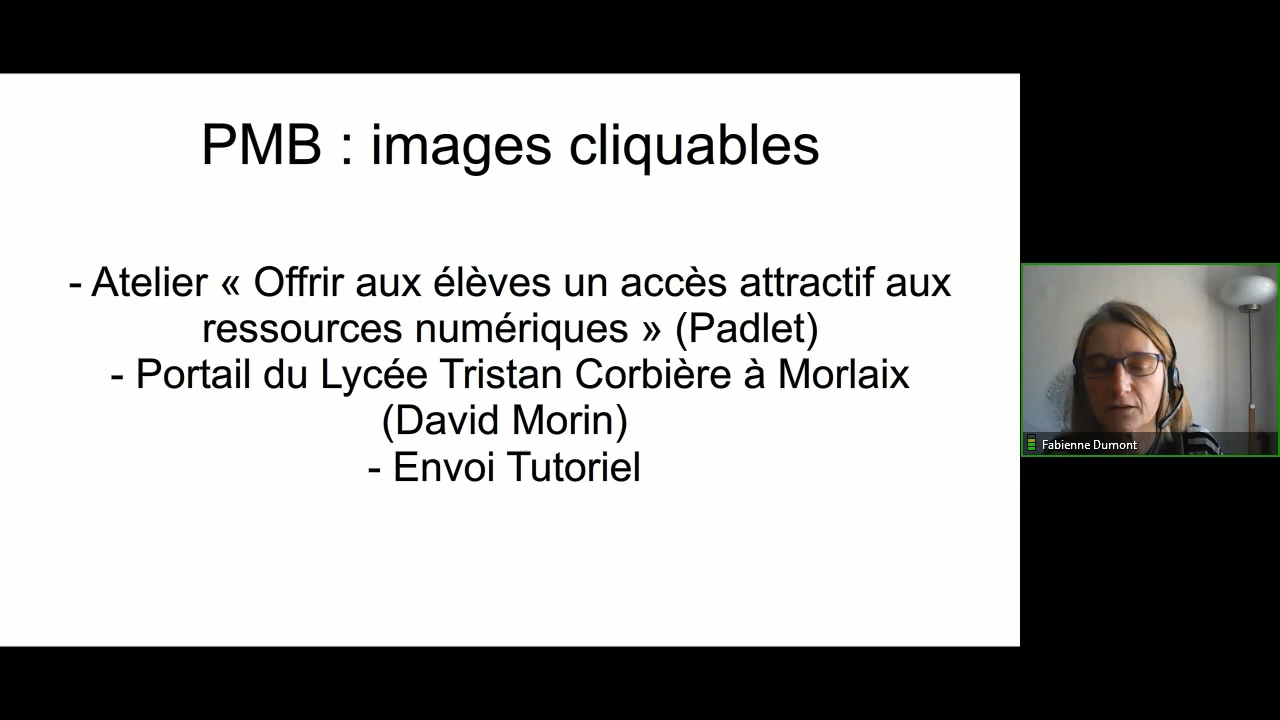 PMB : images cliquables
- Atelier « Offrir aux élèves un accès attractif aux
ressources numériques » (Padlet)
- Portail du Lycée Tristan Corbière à Morlaix
(David Morin)
- Envoi Tutoriel
Fabienne Dumont